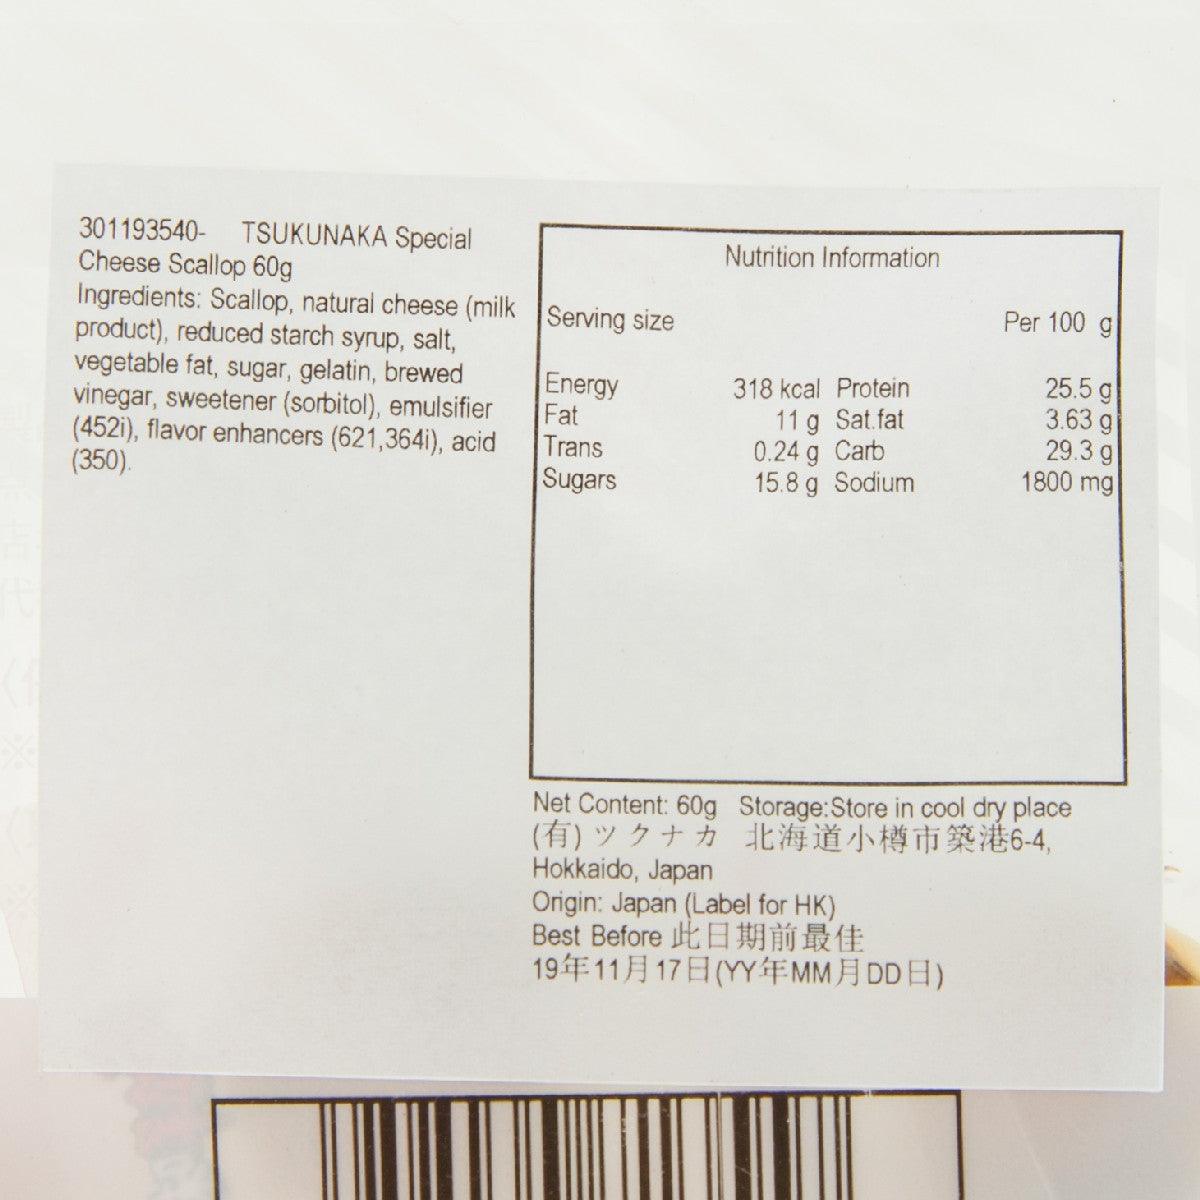 301193540- TSUKUNAKA Special
Cheese Scallop 60g
Ingredients: Scallop, natural cheese (milk
product), reduced starch syrup, salt,
vegetable fat, sugar, gelatin, brewed
vinegar, sweetener (sorbitol), emulsifier
(452i), flavor enhancers (621,364i), acid
(350).
Nutrition Information
Serving size Per 100 g
Energy 318 kcal Protein 25.5 g
Fat 11 g Sat.fat 3.63 g
Trans 0.24 g Carb 29.3 g
Sugars 15.8 g Sodium 1800 mg
Net Content: 60g Storage:Store in cool dry place
(有) ツクナカ 北海道小樽市築港6-4,
Hokkaido, Japan
Origin: Japan (Label for HK)
Best Before 此日期前最佳
19年11月17日(YY年MM月DD日)